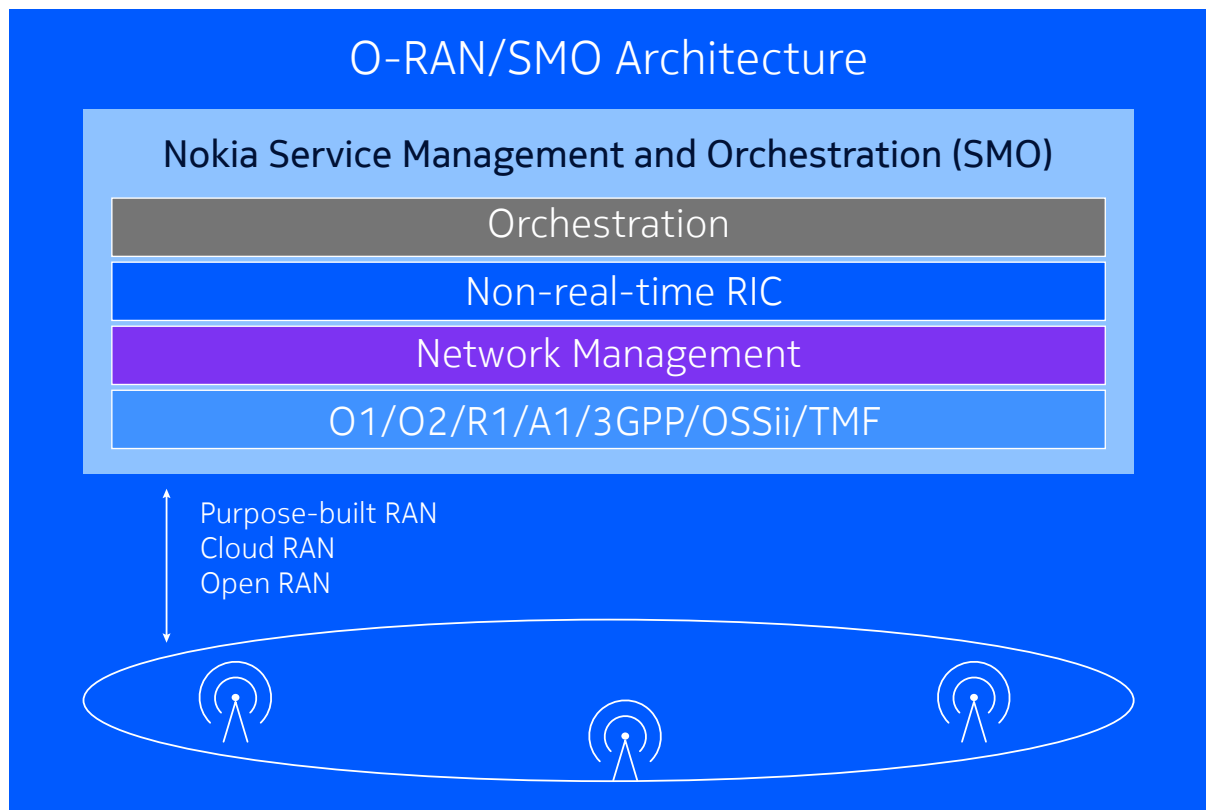 O-RAN/SMO Architecture
Nokia Service Management and Orchestration (SMO)
Orchestration
Non-real-time RIC
Network Management
O1/O2/R1/A1/3GPP/OSSii/TMF
Purpose-built RAN
Cloud RAN
Open RAN